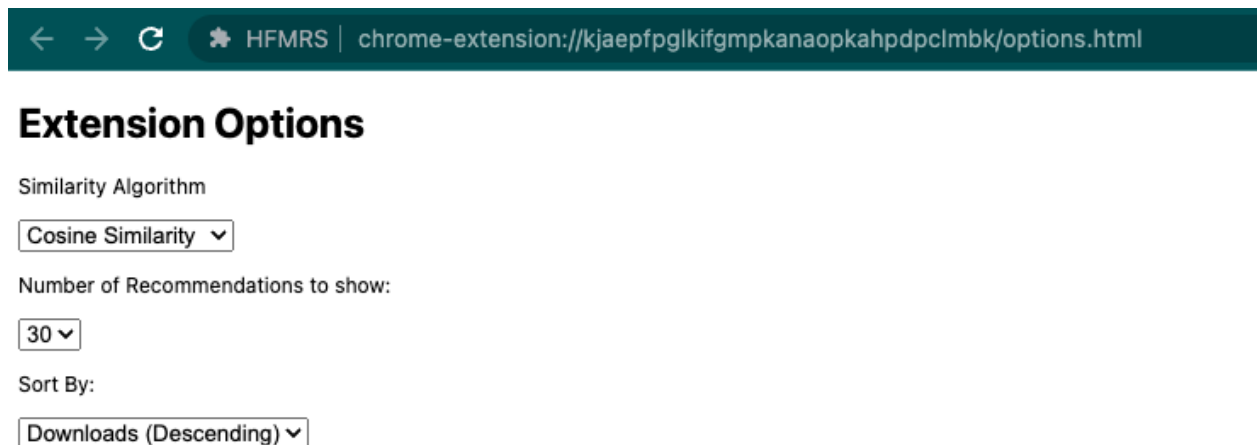 HFMRS | chrome-extension://kjaepfpglkifgmpkanaopkahpdpclmbk/options.html
Extension Options
Similarity Algorithm
Cosine Similarity
Number of Recommendations to show:
30
Sort By:
Downloads (Descending)